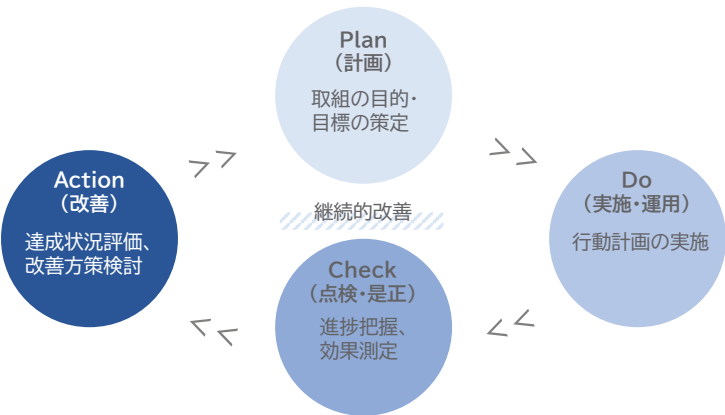 Plan
（計画）
取組の目的・
目標の策定
Do
（実施・運用）
行動計画の実施
継続的改善
Check
（点検・是正）
進捗把握、
効果測定
Action
（改善）
達成状況評価、
改善方策検討